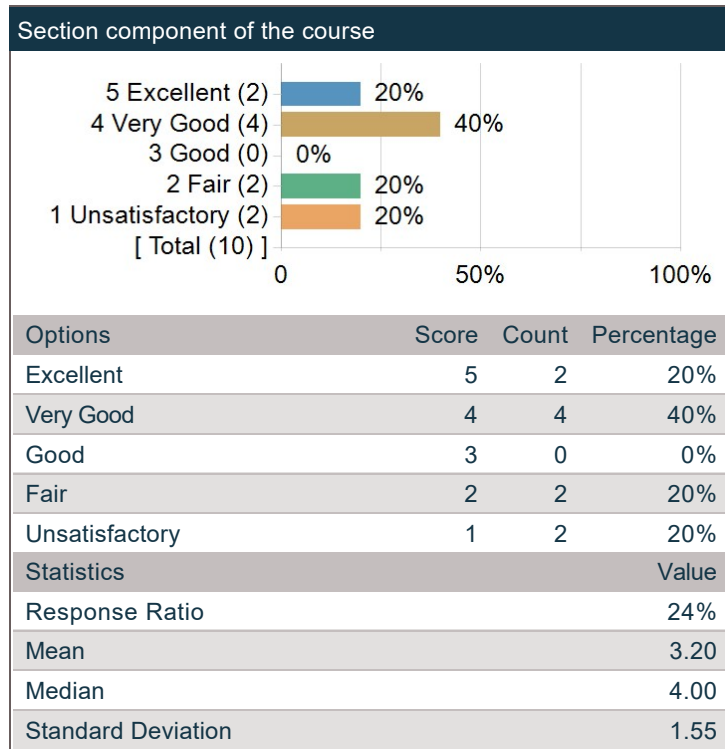 Section component of the course
5 Excellent (2) 20%
4 Very Good (4) 40%
3 Good (0) 0%
2 Fair (2) 20%
1 Unsatisfactory (2) 20%
[ Total (10) ]
0 50% 100%
Options Score Count Percentage
Excellent 5 2 20%
Very Good 4 4 40%
Good 3 0 0%
Fair 2 2 20%
Unsatisfactory 1 2 20%
Statistics Value
Response Ratio 24%
Mean 3.20
Median 4.00
Standard Deviation 1.55